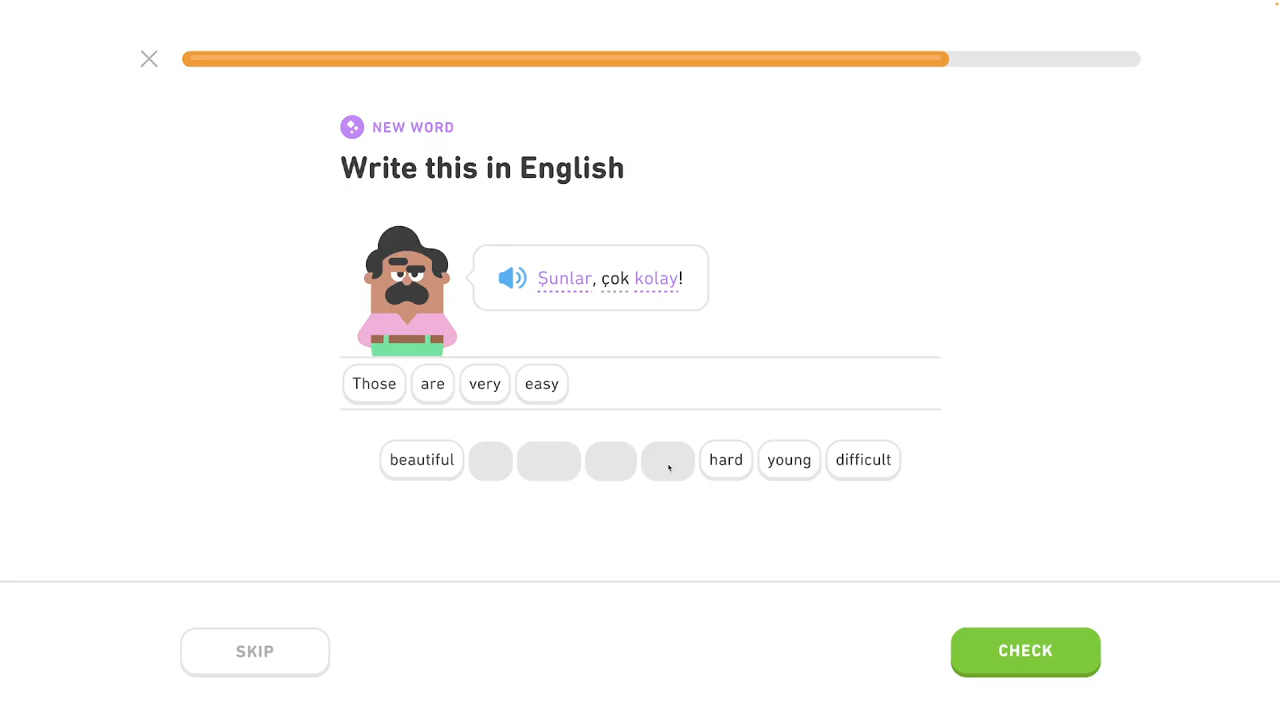 NEW WORD
Write this in English
Şunlar, çok kolay!
Those are very easy
beautiful hard young difficult
SKIP CHECK